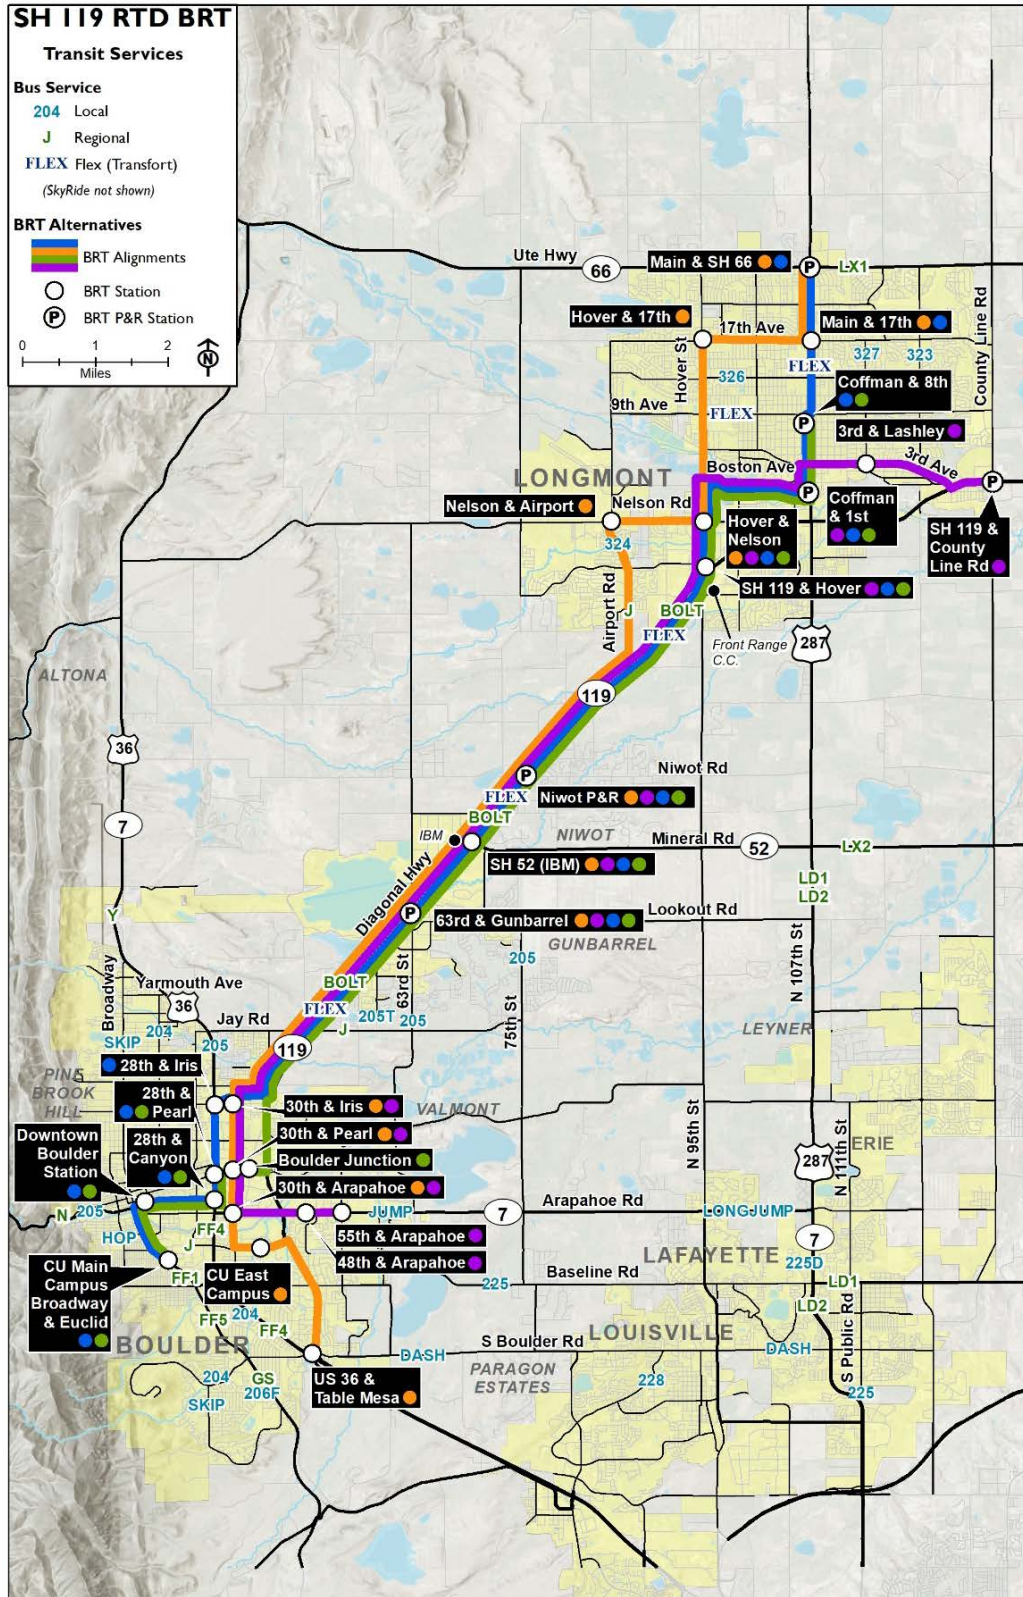 SH 119 RTD BRT
Transit Services
Bus Service
204 Local
J Regional
FLEX Flex (Transfort)
(SkyRide not shown)
BRT Alternatives
BRT Alignments
BRT Station
P BRT P&R Station
0 1 2
Miles
N
Ute Hwy
66
Main & SH 66
P
LX1
Hover & 17th
17th Ave
Main & 17th
Hover St
County Line Rd
326
FLEX
327
323
9th Ave
FLEX
Coffman & 8th
P
3rd & Lashley
3rd Ave
LONGMONT
Boston Ave
P
P
Nelson & Airport
Nelson Rd
Hover &
Nelson
Coffman
& 1st
SH 119 &
County
Line Rd
324
SH 119 & Hover
Airport Rd
J
BOLT
FLEX
Front Range
C.C.
287
ALTONA
119
36
7
Niwot Rd
P
FLEX
Niwot P&R
BOLT
NIWOT
IBM
Mineral Rd
52
LX2
SH 52 (IBM)
Diagonal Hwy
LD1
LD2
Y
P
63rd & Gunbarrel
Lookout Rd
GUNBARREL
205
N 107th St
Broadway
63rd St
75th St
Yarmouth Ave
36
BOLT
FLEX
J
205T
205
204
SKIP
205
Jay Rd
119
LEYNER
28th & Iris
PINE
BROOK
HILL
28th &
Pearl
30th & Iris
VALMONT
30th & Pearl
Downtown
Boulder
Station
28th &
Canyon
Boulder Junction
30th & Arapahoe
N 95th St
N 111th St
ERIE
287
N
205
Arapahoe Rd
JUMP
7
LONGJUMP
HOP
FF4
J
55th & Arapahoe
48th & Arapahoe
LAFAYETTE
7
225D
CU Main
Campus
Broadway
& Euclid
FF1
CU East
Campus
Baseline Rd
225
LD1
LD2
204
FF5
FF4
BOULDER
S Boulder Rd
LOUISVILLE
S Public Rd
DASH
DASH
204
GS
206F
SKIP
US 36 &
Table Mesa
PARAGON
ESTATES
228
225